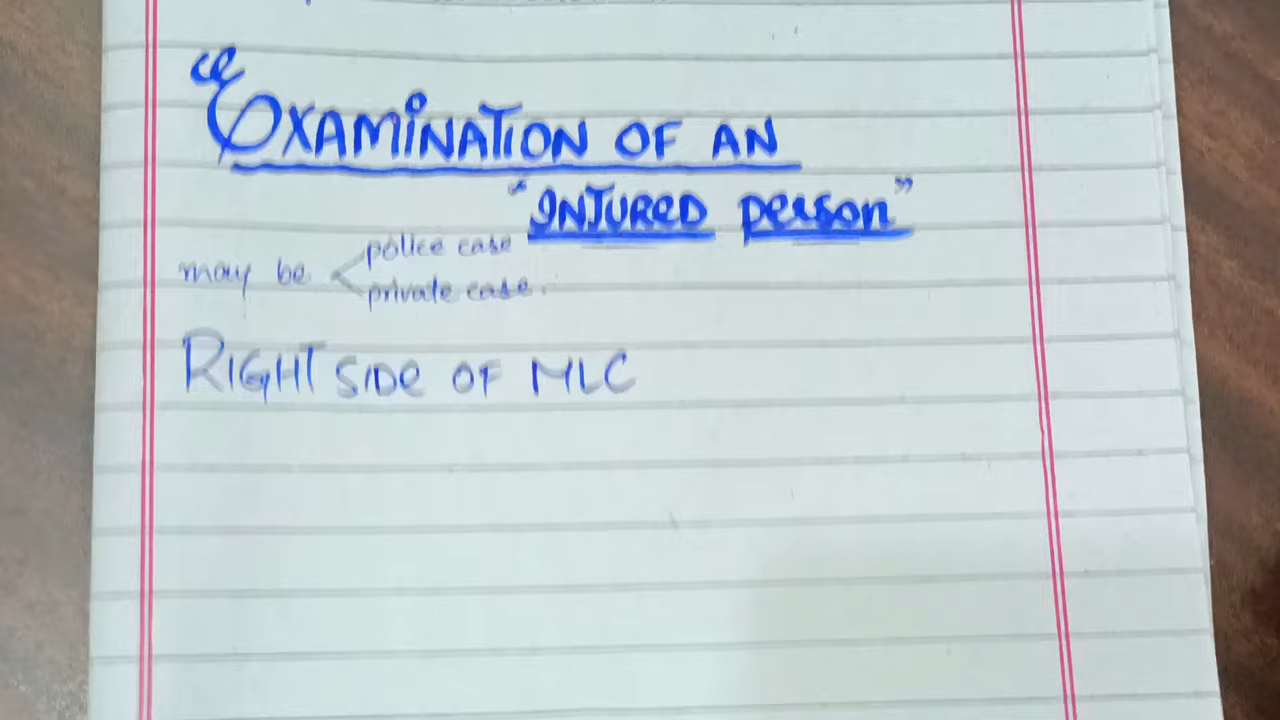 "EXAMINATION OF AN
"INJURED person"
may be < police case
private case.
RIGHT SIDE OF MLC